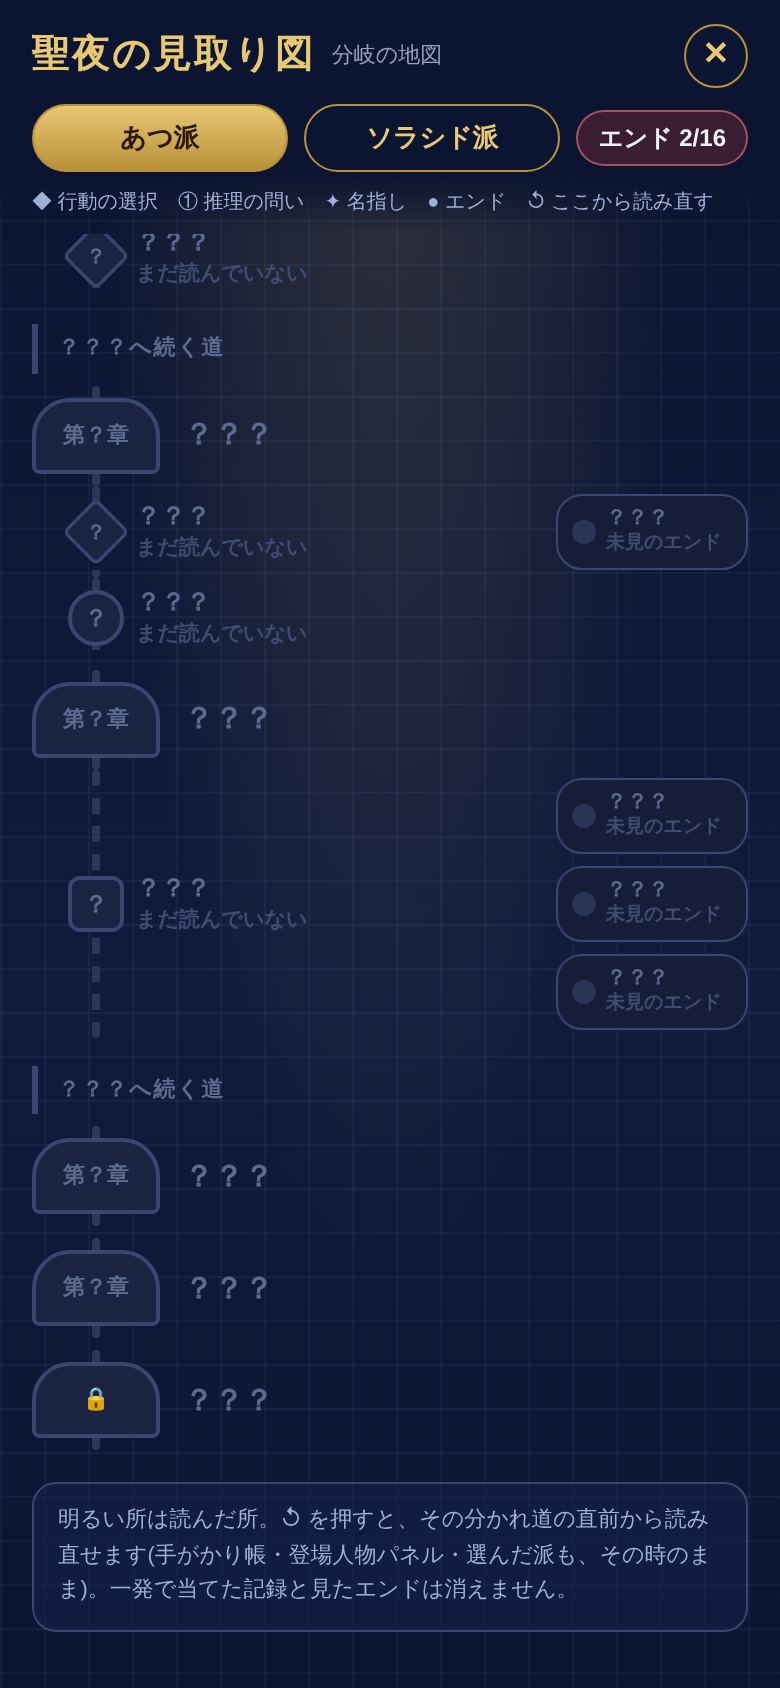 聖夜の見取り図 分岐の地図 ✕
あつ派 ソラシド派 エンド 2/16
◆ 行動の選択 ① 推理の問い ✦ 名指し ● エンド ↺ ここから読み直す
？ ？？？
まだ読んでいない
？？？へ続く道
第？章 ？？？
？ ？？？
まだ読んでいない
？？？
未見のエンド
？ ？？？
まだ読んでいない
第？章 ？？？
？？？
未見のエンド
？ ？？？
まだ読んでいない
？？？
未見のエンド
？？？
未見のエンド
？？？へ続く道
第？章 ？？？
第？章 ？？？
🔒 ？？？
明るい所は読んだ所。↺ を押すと、その分かれ道の直前から読み
直せます(手がかり帳・登場人物パネル・選んだ派も、その時のま
ま)。一発で当てた記録と見たエンドは消えません。